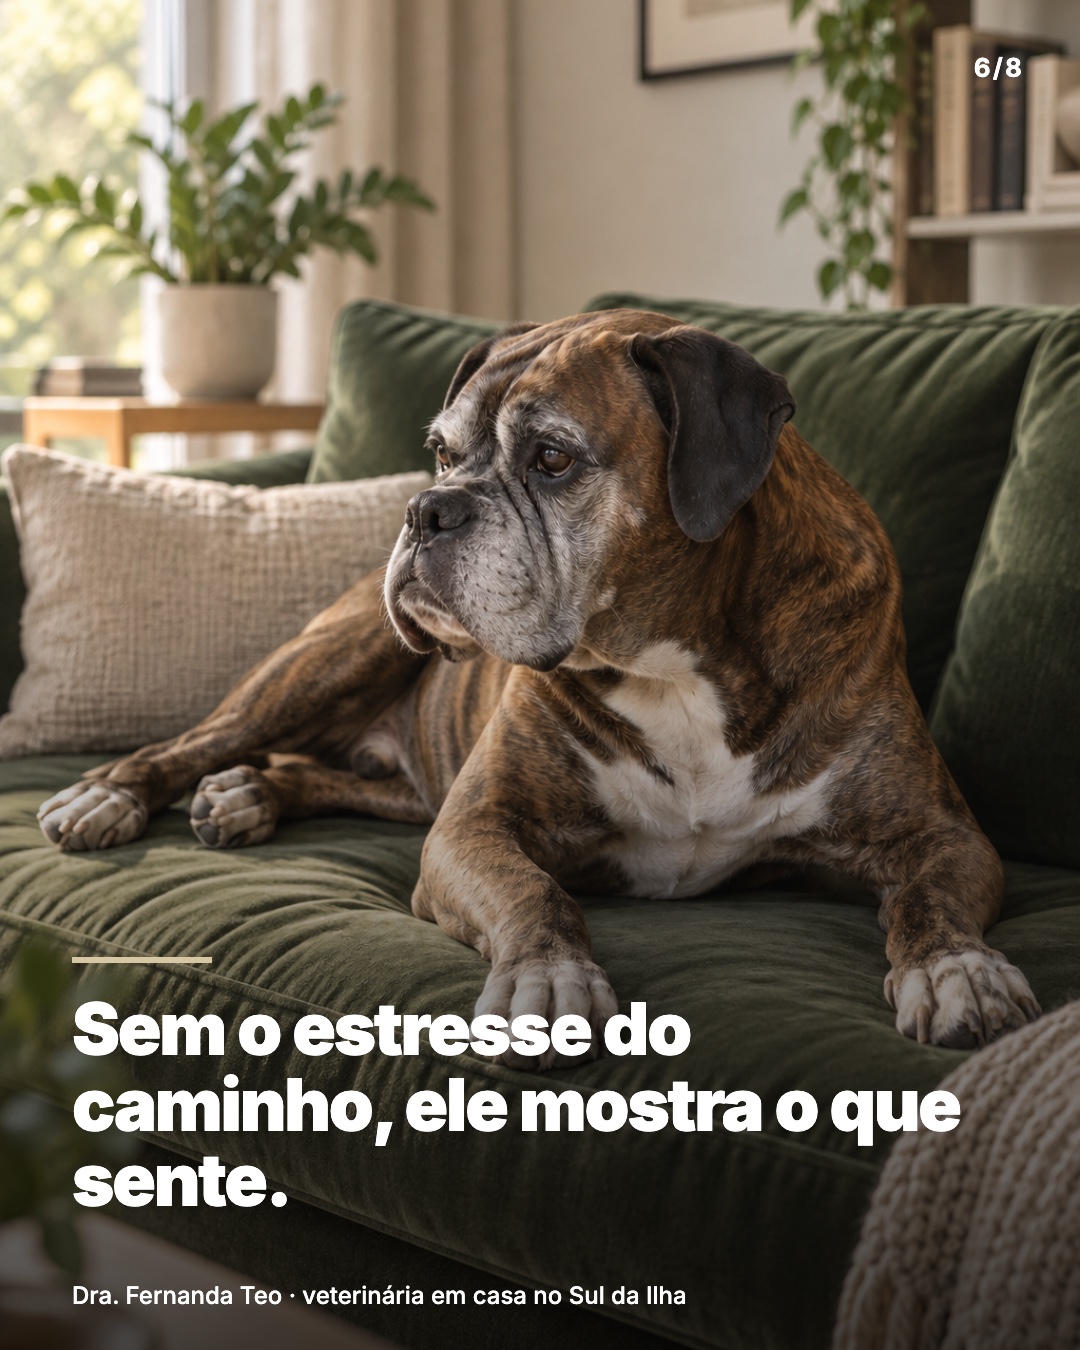 6/8
Sem o estresse do
caminho, ele mostra o que
sente.
Dra. Fernanda Teo · veterinária em casa no Sul da Ilha